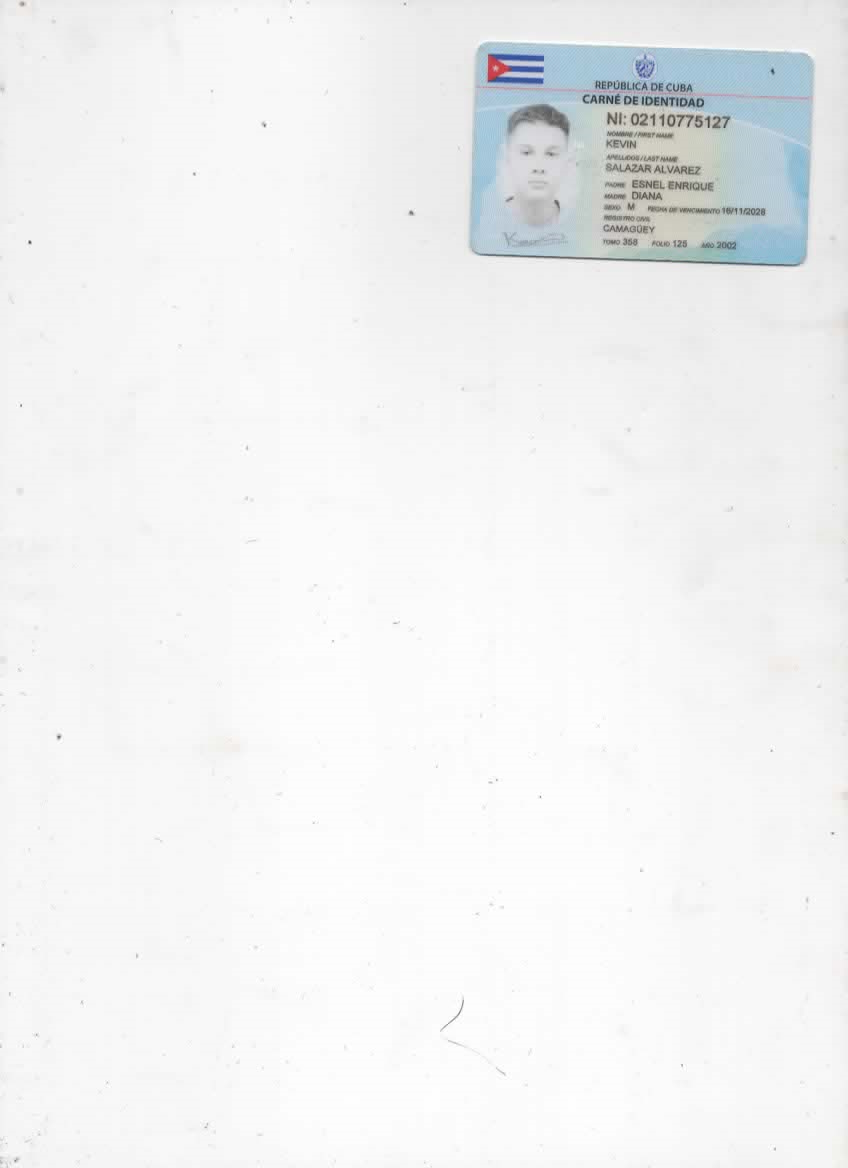 REPÚBLICA DE CUBA
CARNÉ DE IDENTIDAD
NI: 02110775127
NOMBRE / FIRST NAME
KEVIN
APELLIDOS / LAST NAME
SALAZAR ALVAREZ
PADRE ESNEL ENRIQUE
MADRE DIANA
SEXO M FECHA DE VENCIMIENTO 16/11/2028
REGISTRO CIVIL
CAMAGÜEY
TOMO 358 FOLIO 125 AÑO 2002